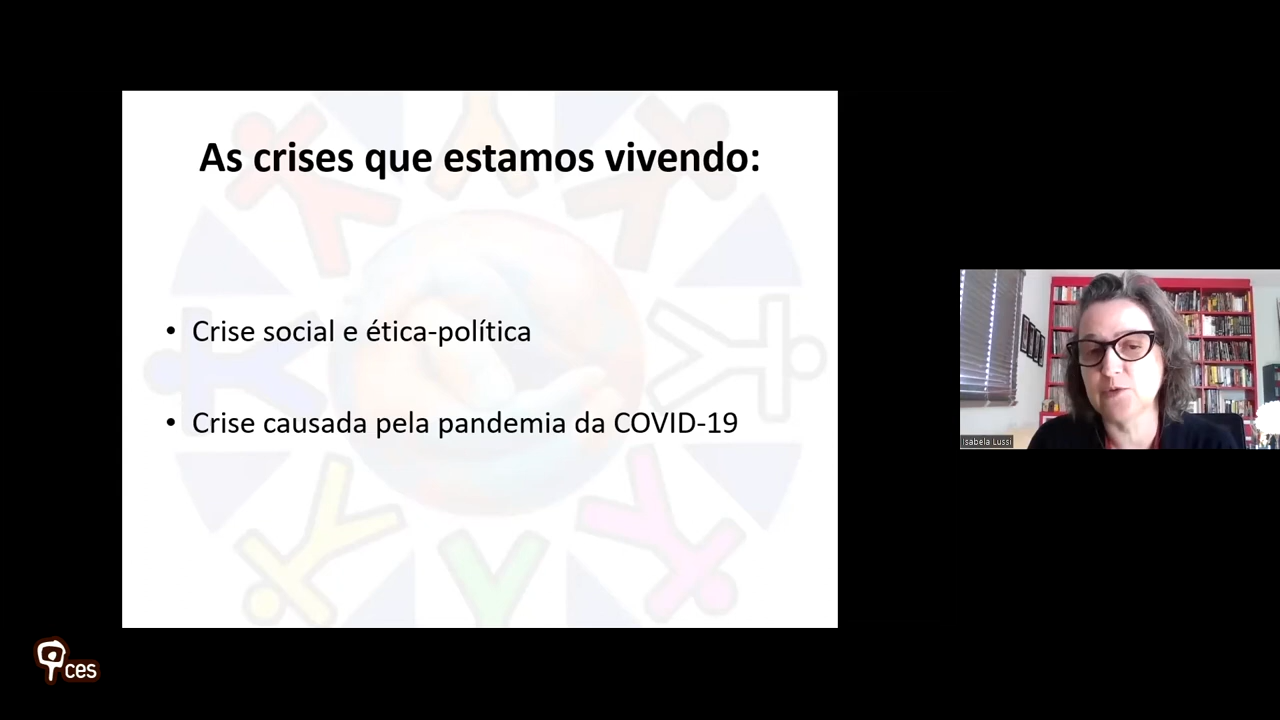 As crises que estamos vivendo:
• Crise social e ética-política
• Crise causada pela pandemia da COVID-19
Isabela Lussi
ces